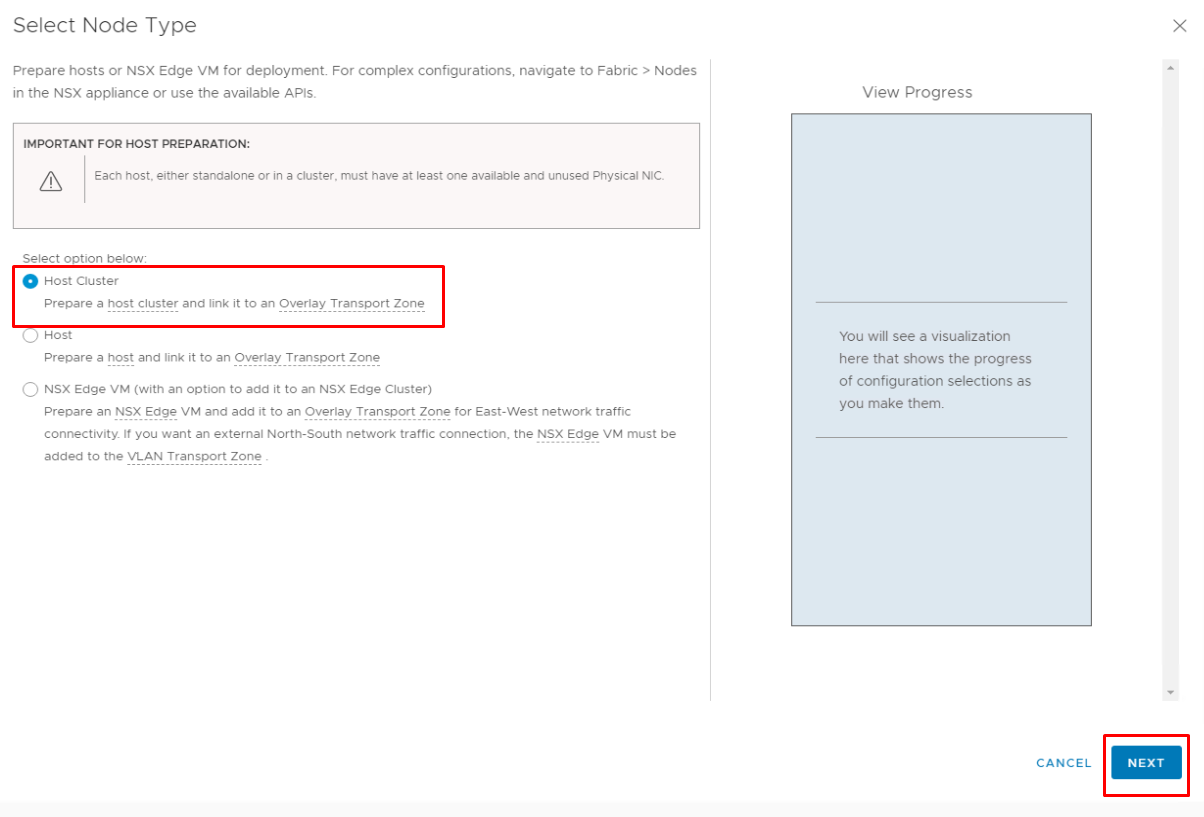 Select Node Type
Prepare hosts or NSX Edge VM for deployment. For complex configurations, navigate to Fabric > Nodes
in the NSX appliance or use the available APIs.
IMPORTANT FOR HOST PREPARATION:
Each host, either standalone or in a cluster, must have at least one available and unused Physical NIC.
Select option below:
Host Cluster
Prepare a host cluster and link it to an Overlay Transport Zone
Host
Prepare a host and link it to an Overlay Transport Zone
NSX Edge VM (with an option to add it to an NSX Edge Cluster)
Prepare an NSX Edge VM and add it to an Overlay Transport Zone for East-West network traffic
connectivity. If you want an external North-South network traffic connection, the NSX Edge VM must be
added to the VLAN Transport Zone .
View Progress
You will see a visualization
here that shows the progress
of configuration selections as
you make them.
CANCEL
NEXT